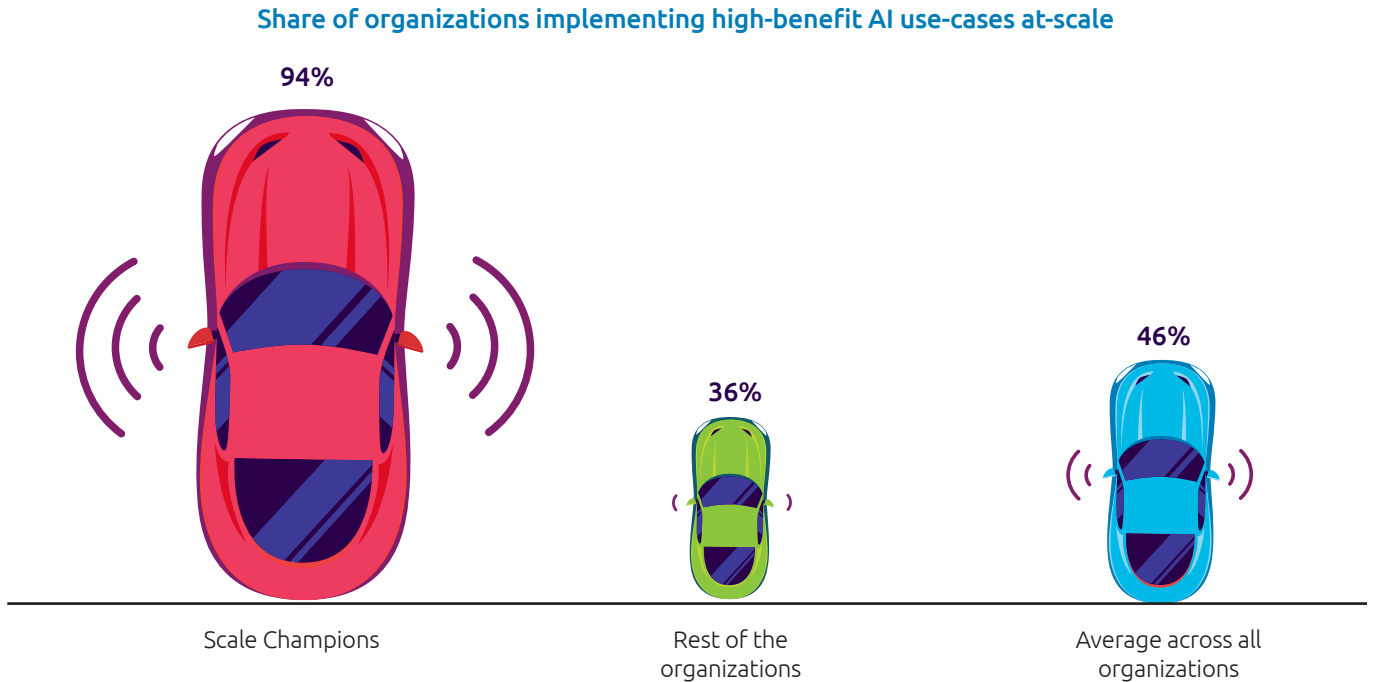 Share of organizations implementing high-benefit AI use-cases at-scale
94%
36%
46%
Scale Champions
Rest of the
organizations
Average across all
organizations